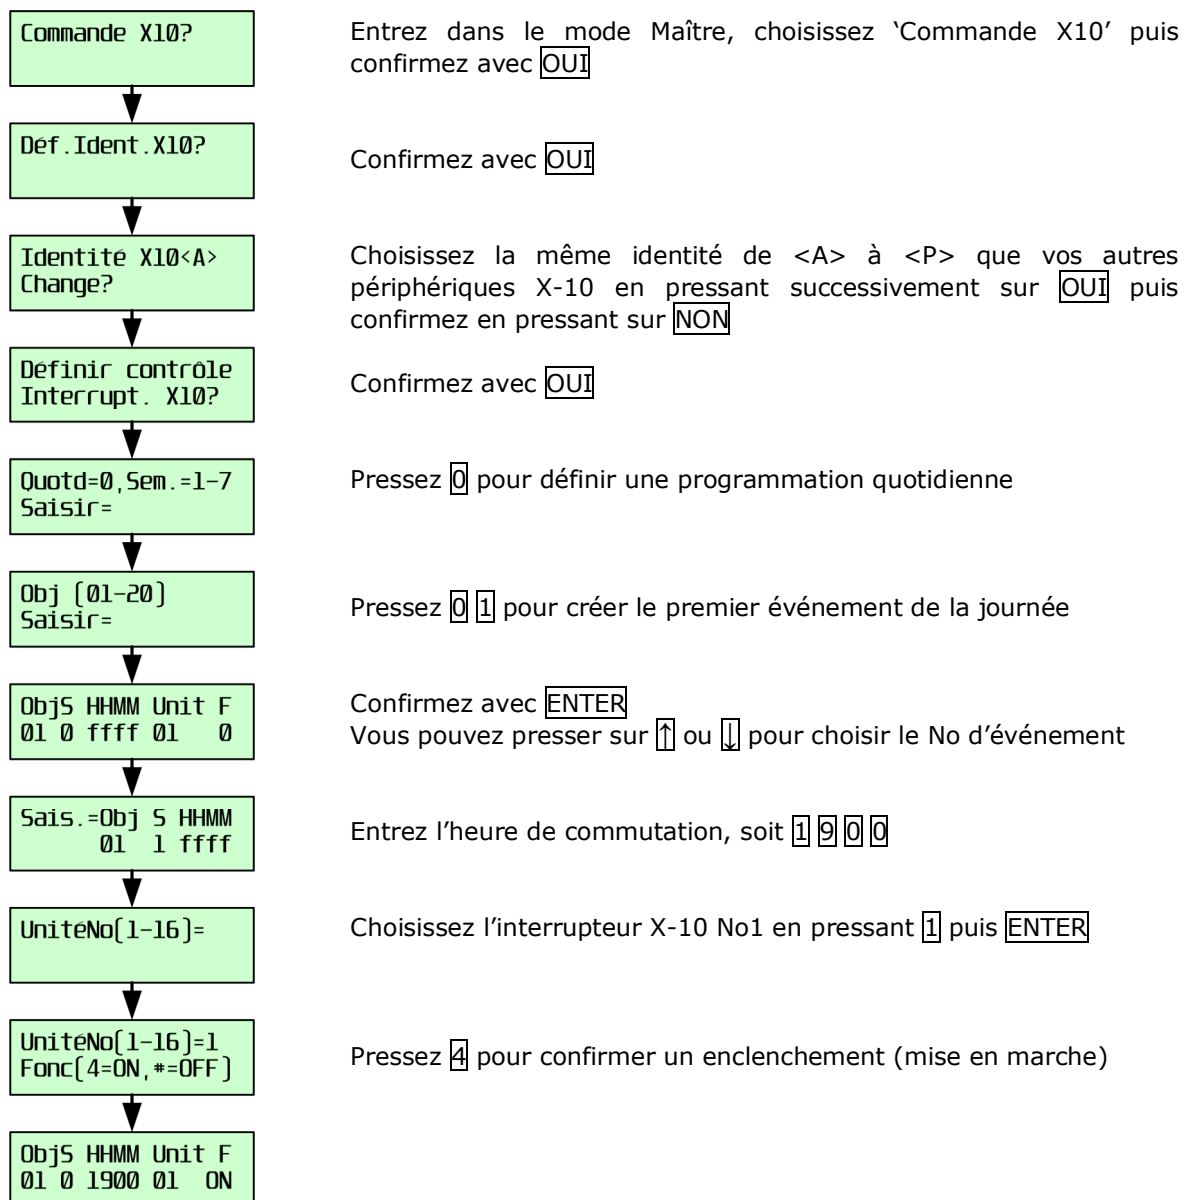 Commande X10?
Entrez dans le mode Maître, choisissez ‘Commande X10’ puis
confirmez avec OUI
Déf.Ident.X10?
Confirmez avec OUI
Identité X10<A>
Change?
Choisissez la même identité de <A> à <P> que vos autres
périphériques X-10 en pressant successivement sur OUI puis
confirmez en pressant sur NON
Définir contrôle
Interrupt. X10?
Confirmez avec OUI
Quotd=0,Sem.=1-7
Saisir=
Pressez 0 pour définir une programmation quotidienne
Obj (01-20)
Saisir=
Pressez 0 1 pour créer le premier événement de la journée
ObjS HHMM Unit F
01 0 ffff 01 0
Confirmez avec ENTER
Vous pouvez presser sur ↑ ou ↓ pour choisir le No d’événement
Sais.=Obj S HHMM
01 1 ffff
Entrez l’heure de commutation, soit 1 9 0 0
UnitéNo(1-16)=
Choisissez l’interrupteur X-10 No1 en pressant 1 puis ENTER
UnitéNo(1-16)=1
Fonc(4=ON,*=OFF)
Pressez 4 pour confirmer un enclenchement (mise en marche)
ObjS HHMM Unit F
01 0 1900 01 ON